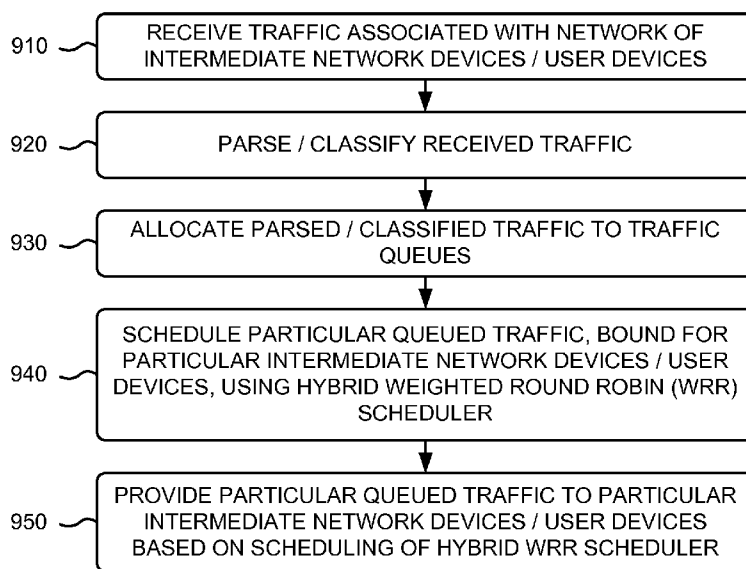 910
RECEIVE TRAFFIC ASSOCIATED WITH NETWORK OF
INTERMEDIATE NETWORK DEVICES / USER DEVICES
920
PARSE / CLASSIFY RECEIVED TRAFFIC
930
ALLOCATE PARSED / CLASSIFIED TRAFFIC TO TRAFFIC
QUEUES
940
SCHEDULE PARTICULAR QUEUED TRAFFIC, BOUND FOR
PARTICULAR INTERMEDIATE NETWORK DEVICES / USER
DEVICES, USING HYBRID WEIGHTED ROUND ROBIN (WRR)
SCHEDULER
950
PROVIDE PARTICULAR QUEUED TRAFFIC TO PARTICULAR
INTERMEDIATE NETWORK DEVICES / USER DEVICES
BASED ON SCHEDULING OF HYBRID WRR SCHEDULER